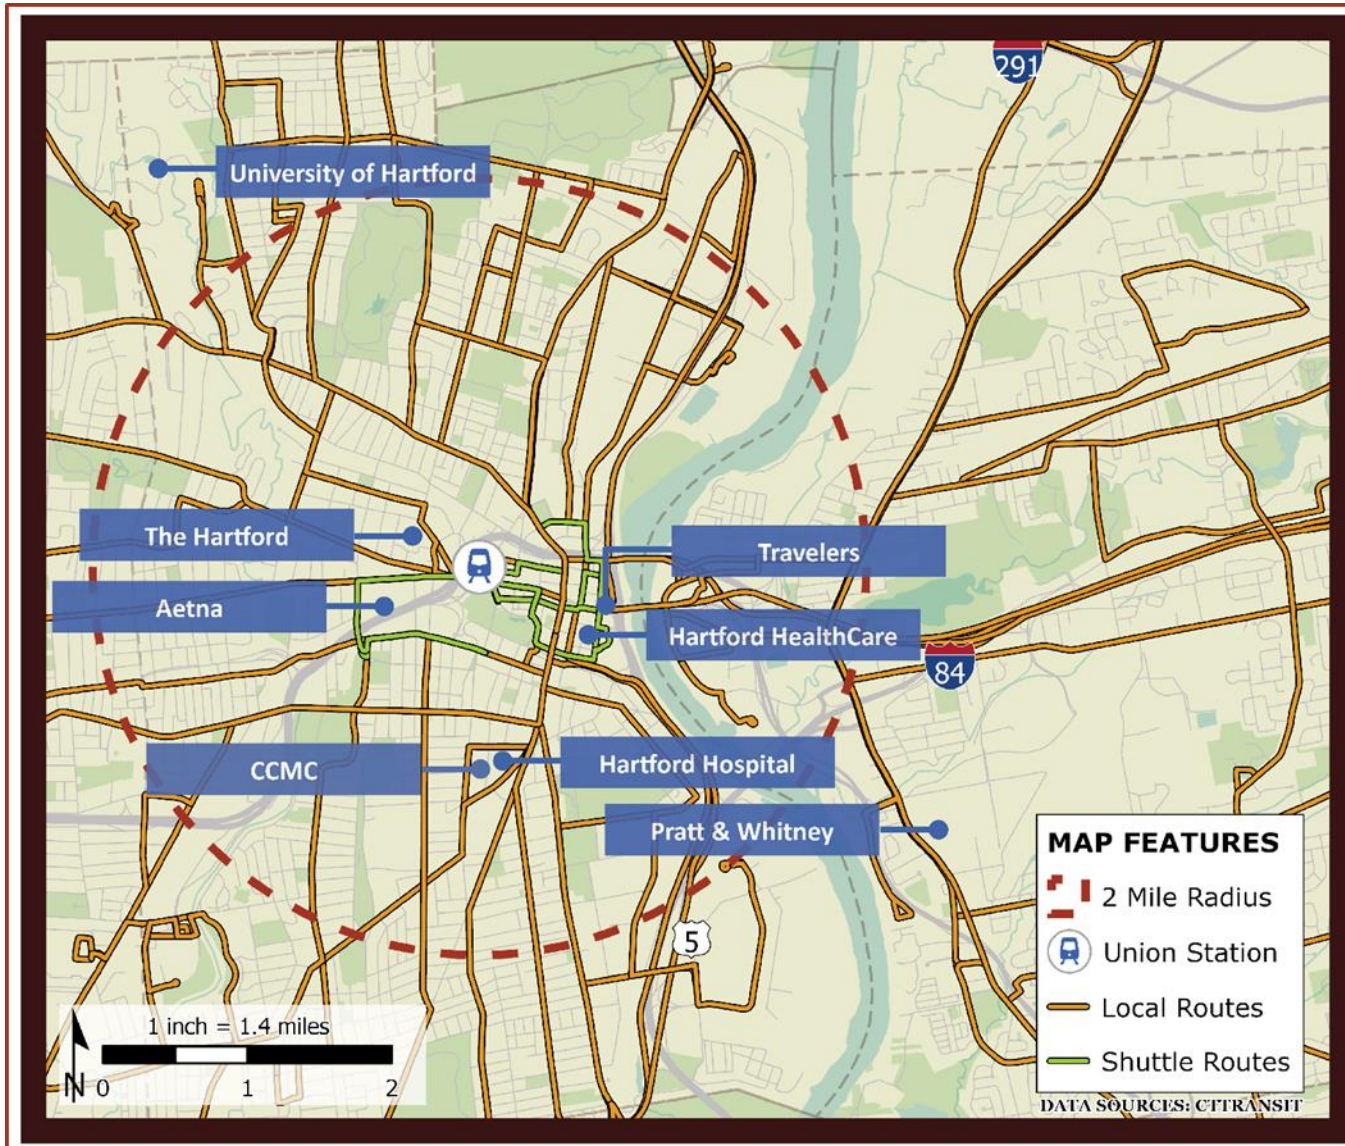 291
University of Hartford
The Hartford
Travelers
Aetna
Hartford HealthCare
84
CCMC
Hartford Hospital
Pratt & Whitney
5
MAP FEATURES
2 Mile Radius
Union Station
Local Routes
Shuttle Routes
1 inch = 1.4 miles
N 0 1 2
DATA SOURCES: CTTRANSIT